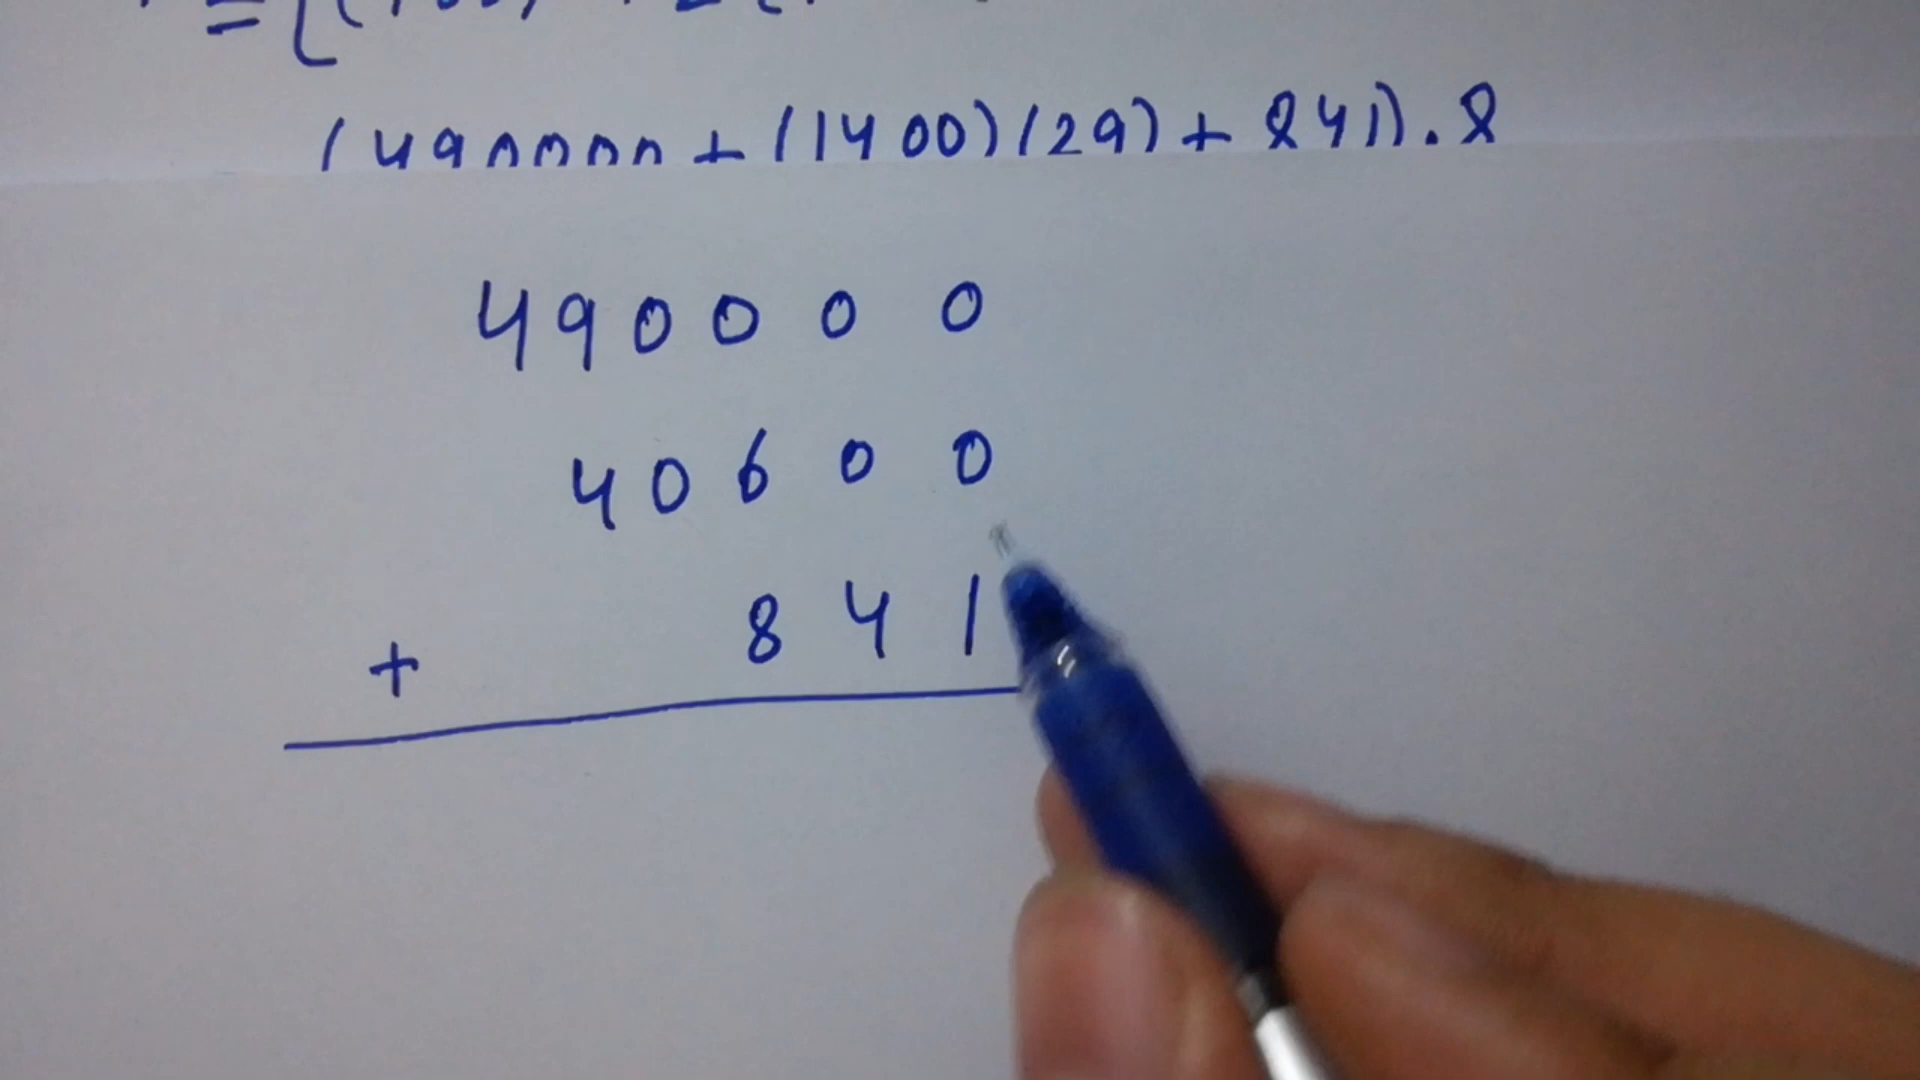 (490000 + (1400)(29) + 841).8
490000
40600
+ 841